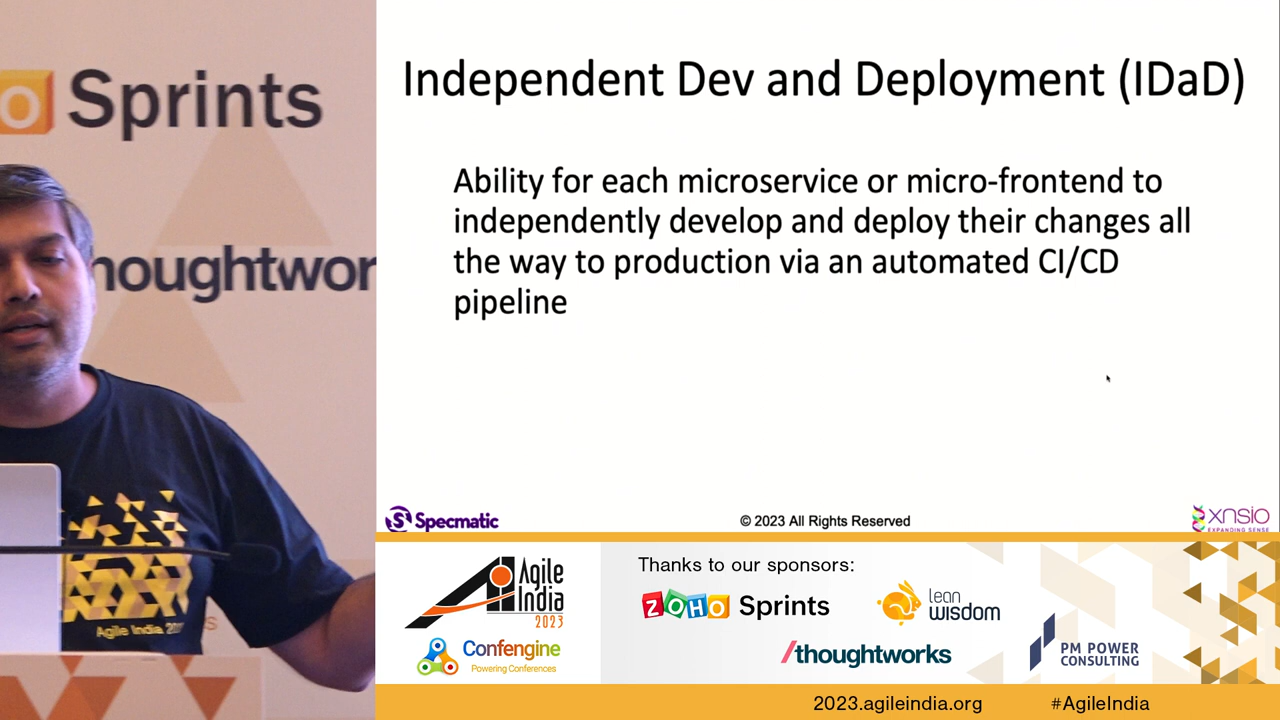 Sprints
houghtwor
Agile India 20
Independent Dev and Deployment (IDaD)
Ability for each microservice or micro-frontend to
independently develop and deploy their changes all
the way to production via an automated CI/CD
pipeline
Specmatic
© 2023 All Rights Reserved
xnsio
EXPANDING SENSE
Agile
India
2023
Confengine
Powering Conferences
Thanks to our sponsors:
ZOHO Sprints
lean
wisdom
/thoughtworks
PM POWER
CONSULTING
2023.agileindia.org
#AgileIndia